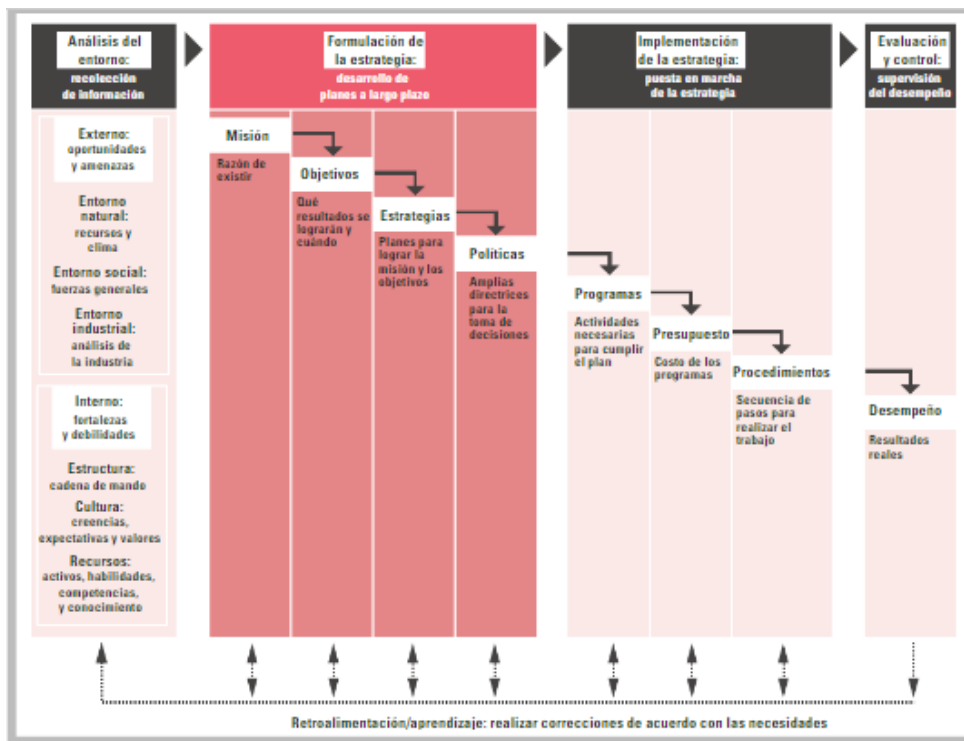 Análisis del
entorno:
recolección
de información
Externo:
oportunidades
y amenazas
Entorno
natural:
recursos y
clima
Entorno social:
fuerzas generales
Entorno
industrial:
análisis de
la industria
Interno:
fortalezas
y debilidades
Estructura:
cadena de mando
Cultura:
creencias,
expectativas y valores
Recursos:
activos, habilidades,
competencias,
y conocimiento
Formulación de
la estrategia:
desarrollo de
planes a largo plazo
Misión
Razón de
existir
Objetivos
Qué
resultados se
lograrán y
cuándo
Estrategias
Planes para
lograr la
misión y los
objetivos
Políticas
Amplias
directrices
para la
toma de
decisiones
Implementación
de la estrategia:
puesta en marcha
de la estrategia
Programas
Actividades
necesarias
para cumplir
el plan
Presupuesto
Costo de los
programas
Procedimientos
Secuencia de
pasos para
realizar el
trabajo
Evaluación
y control:
supervisión
del desempeño
Desempeño
Resultados
reales
Retroalimentación/aprendizaje: realizar correcciones de acuerdo con las necesidades